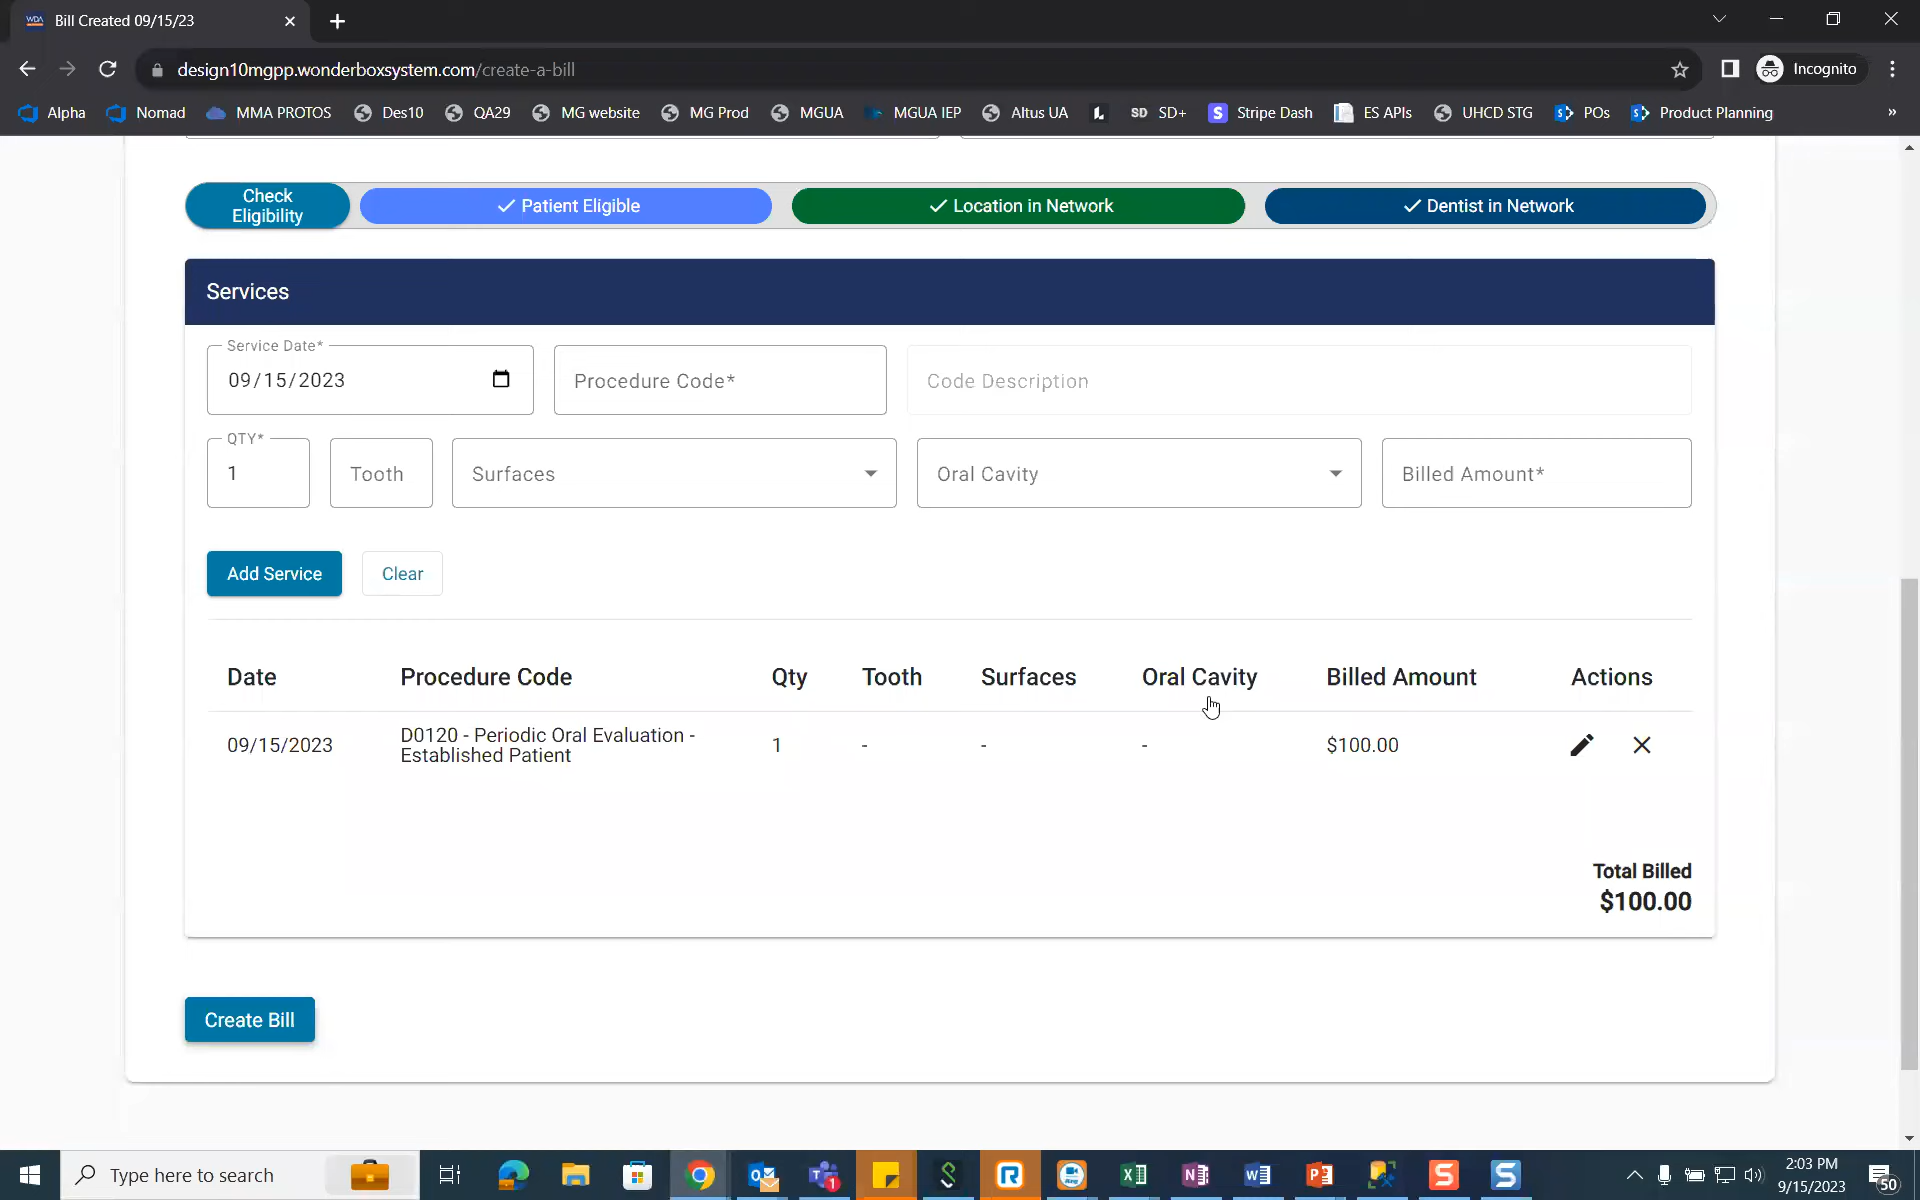 WDA Bill Created 09/15/23
design10mgpp.wonderboxsystem.com/create-a-bill
Incognito
Alpha Nomad MMA PROTOS Des10 QA29 MG website MG Prod MGUA MGUA IEP Altus UA SD SD+ S Stripe Dash ES APIs UHCD STG POs Product Planning »
Check
Eligibility
Patient Eligible
Location in Network
Dentist in Network
Services
Service Date*
09/15/2023
Procedure Code*
Code Description
QTY*
1
Tooth
Surfaces
Oral Cavity
Billed Amount*
Add Service
Clear
Date Procedure Code Qty Tooth Surfaces Oral Cavity Billed Amount Actions
09/15/2023 D0120 - Periodic Oral Evaluation - 1 - - - $100.00
Established Patient
Total Billed
$100.00
Create Bill
Type here to search
2:03 PM
9/15/2023
50